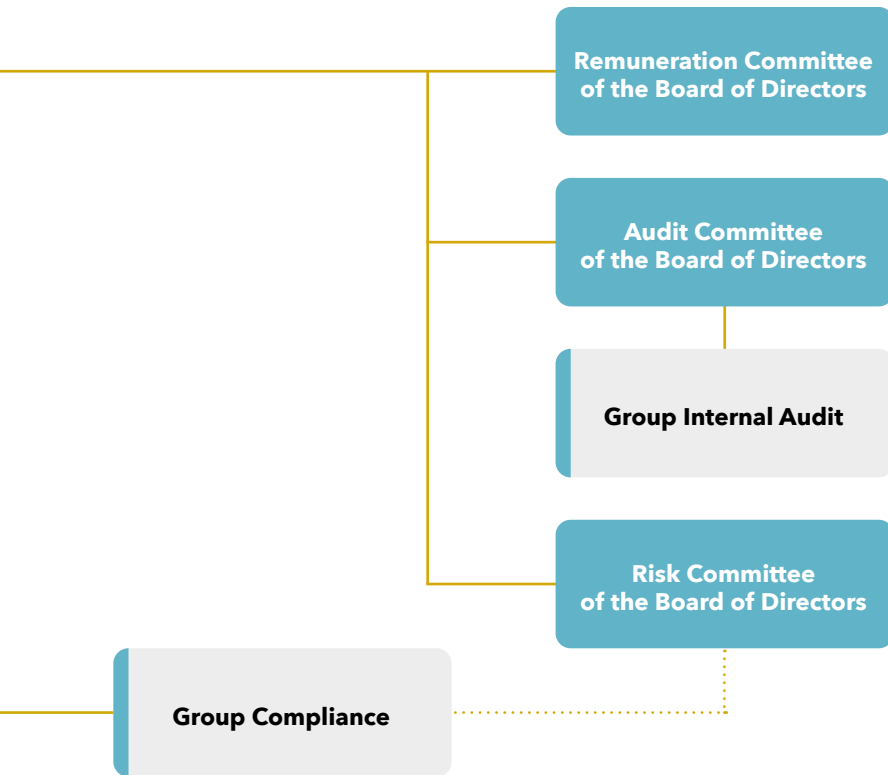 Remuneration Committee
of the Board of Directors
Audit Committee
of the Board of Directors
Group Internal Audit
Risk Committee
of the Board of Directors
Group Compliance